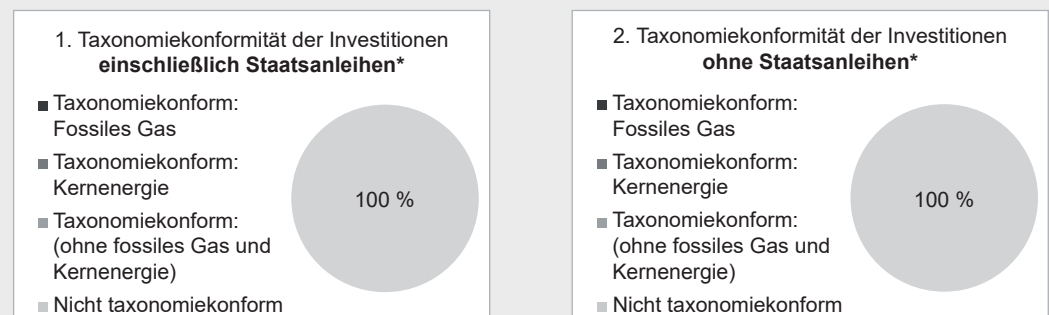 1. Taxonomiekonformität der Investitionen
einschließlich Staatsanleihen*
Taxonomiekonform:
Fossiles Gas
Taxonomiekonform:
Kernenergie
Taxonomiekonform:
(ohne fossiles Gas und
Kernenergie)
Nicht taxonomiekonform
100 %
2. Taxonomiekonformität der Investitionen
ohne Staatsanleihen*
Taxonomiekonform:
Fossiles Gas
Taxonomiekonform:
Kernenergie
Taxonomiekonform:
(ohne fossiles Gas und
Kernenergie)
Nicht taxonomiekonform
100 %